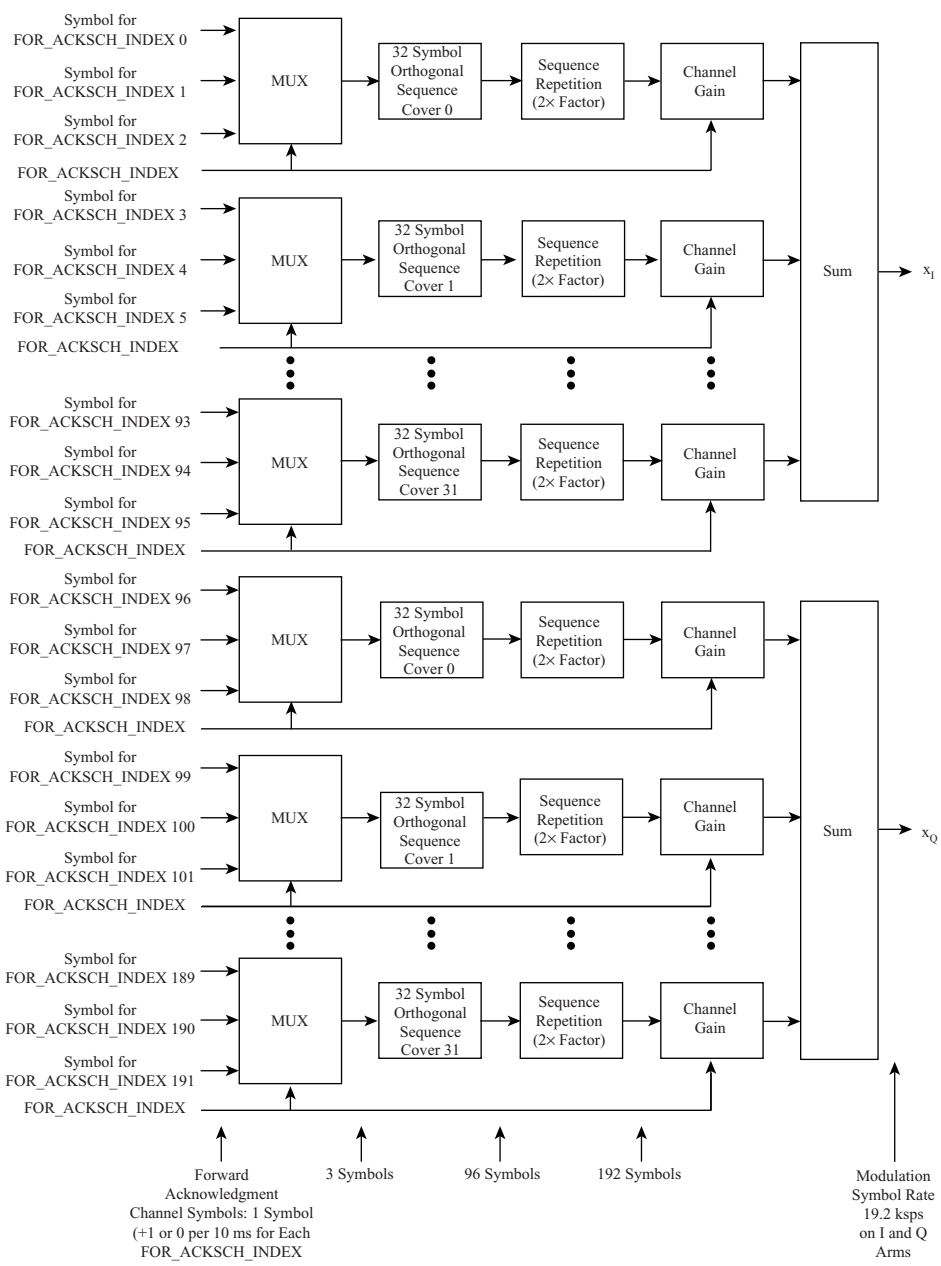 Symbol for
FOR_ACKSCH_INDEX 0
Symbol for
FOR_ACKSCH_INDEX 1
Symbol for
FOR_ACKSCH_INDEX 2
FOR_ACKSCH_INDEX
MUX
32 Symbol
Orthogonal
Sequence
Cover 0
Sequence
Repetition
(2× Factor)
Channel
Gain
Symbol for
FOR_ACKSCH_INDEX 3
Symbol for
FOR_ACKSCH_INDEX 4
Symbol for
FOR_ACKSCH_INDEX 5
FOR_ACKSCH_INDEX
MUX
32 Symbol
Orthogonal
Sequence
Cover 1
Sequence
Repetition
(2× Factor)
Channel
Gain
Sum
x_I
Symbol for
FOR_ACKSCH_INDEX 93
Symbol for
FOR_ACKSCH_INDEX 94
Symbol for
FOR_ACKSCH_INDEX 95
FOR_ACKSCH_INDEX
MUX
32 Symbol
Orthogonal
Sequence
Cover 31
Sequence
Repetition
(2× Factor)
Channel
Gain
Symbol for
FOR_ACKSCH_INDEX 96
Symbol for
FOR_ACKSCH_INDEX 97
Symbol for
FOR_ACKSCH_INDEX 98
FOR_ACKSCH_INDEX
MUX
32 Symbol
Orthogonal
Sequence
Cover 0
Sequence
Repetition
(2× Factor)
Channel
Gain
Symbol for
FOR_ACKSCH_INDEX 99
Symbol for
FOR_ACKSCH_INDEX 100
Symbol for
FOR_ACKSCH_INDEX 101
FOR_ACKSCH_INDEX
MUX
32 Symbol
Orthogonal
Sequence
Cover 1
Sequence
Repetition
(2× Factor)
Channel
Gain
Sum
x_Q
Symbol for
FOR_ACKSCH_INDEX 189
Symbol for
FOR_ACKSCH_INDEX 190
Symbol for
FOR_ACKSCH_INDEX 191
FOR_ACKSCH_INDEX
MUX
32 Symbol
Orthogonal
Sequence
Cover 31
Sequence
Repetition
(2× Factor)
Channel
Gain
Forward
Acknowledgment
Channel Symbols: 1 Symbol
(+1 or 0 per 10 ms for Each
FOR_ACKSCH_INDEX
3 Symbols
96 Symbols
192 Symbols
Modulation
Symbol Rate
19.2 ksps
on I and Q
Arms